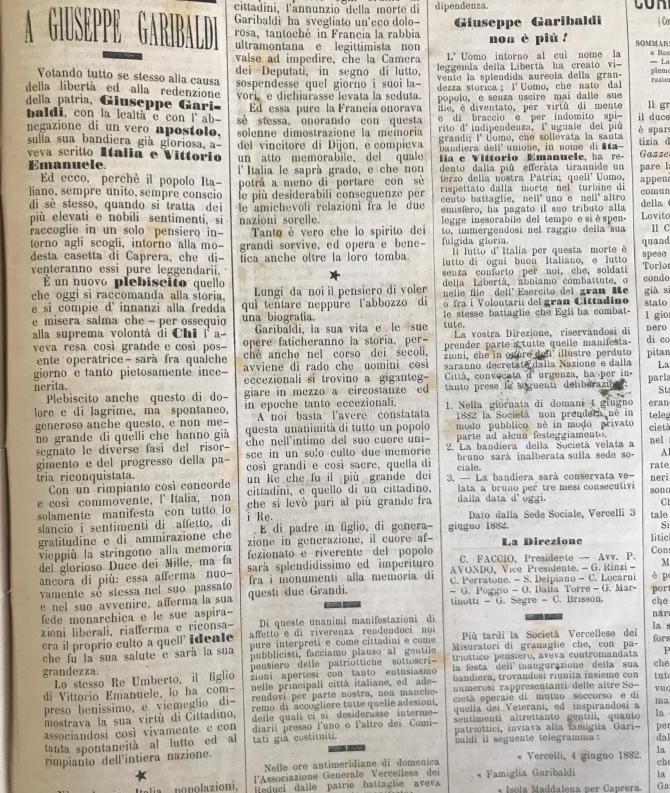 A GIUSEPPE GARIBALDI
Votando tutto se stesso alla causa
della libertà ed alla redenzione
della patria, Giuseppe Gari-
baldi, con la lealtà e con l'ab-
negazione di un vero apostolo,
sulla sua bandiera già gloriosa, a-
veva scritto Italia e Vittorio
Emanuele.
Ed ecco, perchè il popolo Ita-
liano, sempre unito, sempre conscio
di sè stesso, quando si tratta dei
più elevati e nobili sentimenti, si
raccoglie in un solo pensiero in-
torno agli scogli, intorno alla mo-
desta casetta di Caprera, che di-
venteranno essi pure leggendarii.
È un nuovo plebiscito quello
che oggi si raccomanda alla storia,
e si compie d'innanzi alla fredda
e misera salma che - per ossequio
alla suprema volontà di Chi l'a-
veva resa così grande e così pos-
sente operatrice - sarà fra qualche
giorno e tanto pietosamente ince-
nerita.
Plebiscito anche questo di do-
lore e di lagrime, ma spontaneo,
generoso anche questo, e non me-
no grande di quelli che hanno già
segnato le diverse fasi del risor-
gimento e del progresso della pa-
tria riconquistata.
Con un rimpianto così concorde
e così commovente, l'Italia, non
solamente manifesta con tutto lo
slancio i sentimenti di affetto, di
gratitudine e di ammirazione che
vieppiù la stringono alla memoria
del glorioso Duce dei Mille, ma fa
ancora di più: essa afferma nuo-
vamente sè stessa nel suo passato
e nel suo avvenire, afferma la sua
fede monarchica e le sue aspira-
zioni liberali, riafferma e riconsa-
cra il proprio culto a quell'ideale
che fu la sua salute e sarà la sua
grandezza.
Lo stesso Re Umberto, il figlio
di Vittorio Emanuele, lo ha com-
preso benissimo, e viemeglio di-
mostrava la sua virtù di Cittadino,
associandosi così vivamente e con
tanta spontaneità al lutto ed al
rimpianto dell'intiera nazione.
★
Italia popolazioni,
cittadini, l'annunzio della morte di
Garibaldi ha svegliato un'eco dolo-
rosa, tantochè in Francia la rabbia
ultramontana e legittimista non
valse ad impedire, che la Camera
dei Deputati, in segno di lutto,
sospendesse quel giorno i suoi la-
vori, e dichiarasse levata la seduta.
Ed essa pure la Francia onorava
sè stessa, onorando con questa
solenne dimostrazione la memoria
del vincitore di Dijon, e compieva
un atto memorabile, del quale
l'Italia le saprà grado, e che non
potrà a meno di portare con sè
le più desiderabili conseguenze per
le amichevoli relazioni fra le due
nazioni sorelle.
Tanto è vero che lo spirito dei
grandi sorvive, ed opera e bene-
tica anche oltre la loro tomba.
★
Lungi da noi il pensiero di voler
qui tentare neppure l'abbozzo di
una biografia.
Garibaldi, la sua vita e le sue
opere faticheranno la storia, per-
chè anche nel corso dei secoli,
avviene di rado che uomini così
eccezionali si trovino a gigante-
giare in mezzo a circostanze ed
in epoche tanto eccezionali.
A noi basta l'avere constatata
questa unanimità di tutto un popolo
che nell'intimo del suo cuore unisce
in un solo culto due memorie
così grandi e così sacre, quella di
un Re che fu il più grande dei
cittadini, e quello di un cittadino,
che si levò pari al più grande fra
i Re.
E di padre in figlio, di genera-
zione in generazione, il cuore af-
fezionato e riverente del popolo
sarà splendidissimo ed imperituro
fra i monumenti alla memoria di
questi due Grandi.
Di queste unanimi manifestazioni di
affetto e di riverenza rendendoci noi
pure interpreti e come cittadini e come
pubblicisti, facciamo plauso al gentile
pensiero delle patriottiche sottoscri-
zioni apertesi con tanto entusiasmo
nelle principali città italiane, ed ade-
rendovi per parte nostra, non manche-
remo di accogliere tutte quelle adesioni,
delle quali ci si desiderasse interme-
diarii presso l'uno o l'altro dei Comi-
tati già costituiti.
Nelle ore antimeridiane di domenica
l'Associazione Generale Vercellese dei
Reduci dalle patrie battaglie aveva
dipendenza.
Giuseppe Garibaldi
non è più!
L'Uomo intorno al cui nome la
leggenda della Libertà ha creato vi-
vente la splendida aureola della gran-
dezza storica; l'Uomo, che nato dal
popolo, e senza uscire mai dalle sue
file, è diventato, per virtù di mente
e di braccio e per indomito spi-
rito d'indipendenza, l'uguale dei più
grandi; l'Uomo, che sollevata la santa
bandiera dell'unione, in nome di Ita-
lia e Vittorio Emanuele, ha re-
dento dalla più efferata tirannide un
terzo della nostra Patria; quell'Uomo,
rispettato dalla morte nel turbine di
cento battaglie, nell'uno e nell'altro
emisfero, ha pagato il suo tributo alla
legge inesorabile del tempo e si è spen-
to, immergendosi nel raggio della sua
fulgida gloria.
Il lutto d'Italia per questa morte è
lutto di ogni buon Italiano, e lutto
senza conforto per noi, che, soldati
della Libertà, abbiamo combattute, o
nelle file dell'Esercito del gran Re
o fra i Volontarii del gran Cittadino
le stesse battaglie che Egli ha combat-
tute.
La vostra Direzione, riservandosi di
prender parte a tutte quelle manifesta-
zioni, che in onore dell'illustre perduto
saranno decretate dalla Nazione e dalla
Città, convocata d'urgenza, ha per in-
tanto prese le seguenti deliberazioni:
1. Nella giornata di domani 4 giugno
1882 la Società non prenderà nè in
modo pubblico nè in modo privato
parte ad alcun festeggiamento.
2. La bandiera della Società velata a
bruno sarà inalberata sulla sede so-
ciale.
3. — La bandiera sarà conservata ve-
lata a bruno per tre mesi consecutivi
dalla data d'oggi.
Dato dalla Sede Sociale, Vercelli 3
giugno 1882.
La Direzione
C. FACCIO, Presidente — Avv. P.
AVONDO, Vice Presidente. - G. Rinzi -
C. Perratone. - S. Delpiano - C. Locarni
- G. Poggio - O. Dalla Torre - G. Mar-
tinotti - G. Segre - C. Brisson.
Più tardi la Società Vercellese dei
Misuratori di granaglie che, con pa-
triottico pensiero, aveva contromandata
la festa dell'inaugurazione della sua
bandiera, trovandosi riunita insieme con
numerosi rappresentanti delle altre So-
cietà operaie di mutuo soccorso e di
quella dei Veterani, ed inspirandosi a
sentimenti altrettanto gentili, quanto
patriottici, inviava alla famiglia Gari-
baldi il seguente telegramma:
« Vercelli, 4 giugno 1882.
« Famiglia Garibaldi
« Isola Maddalena per Caprera.
SOMMAR